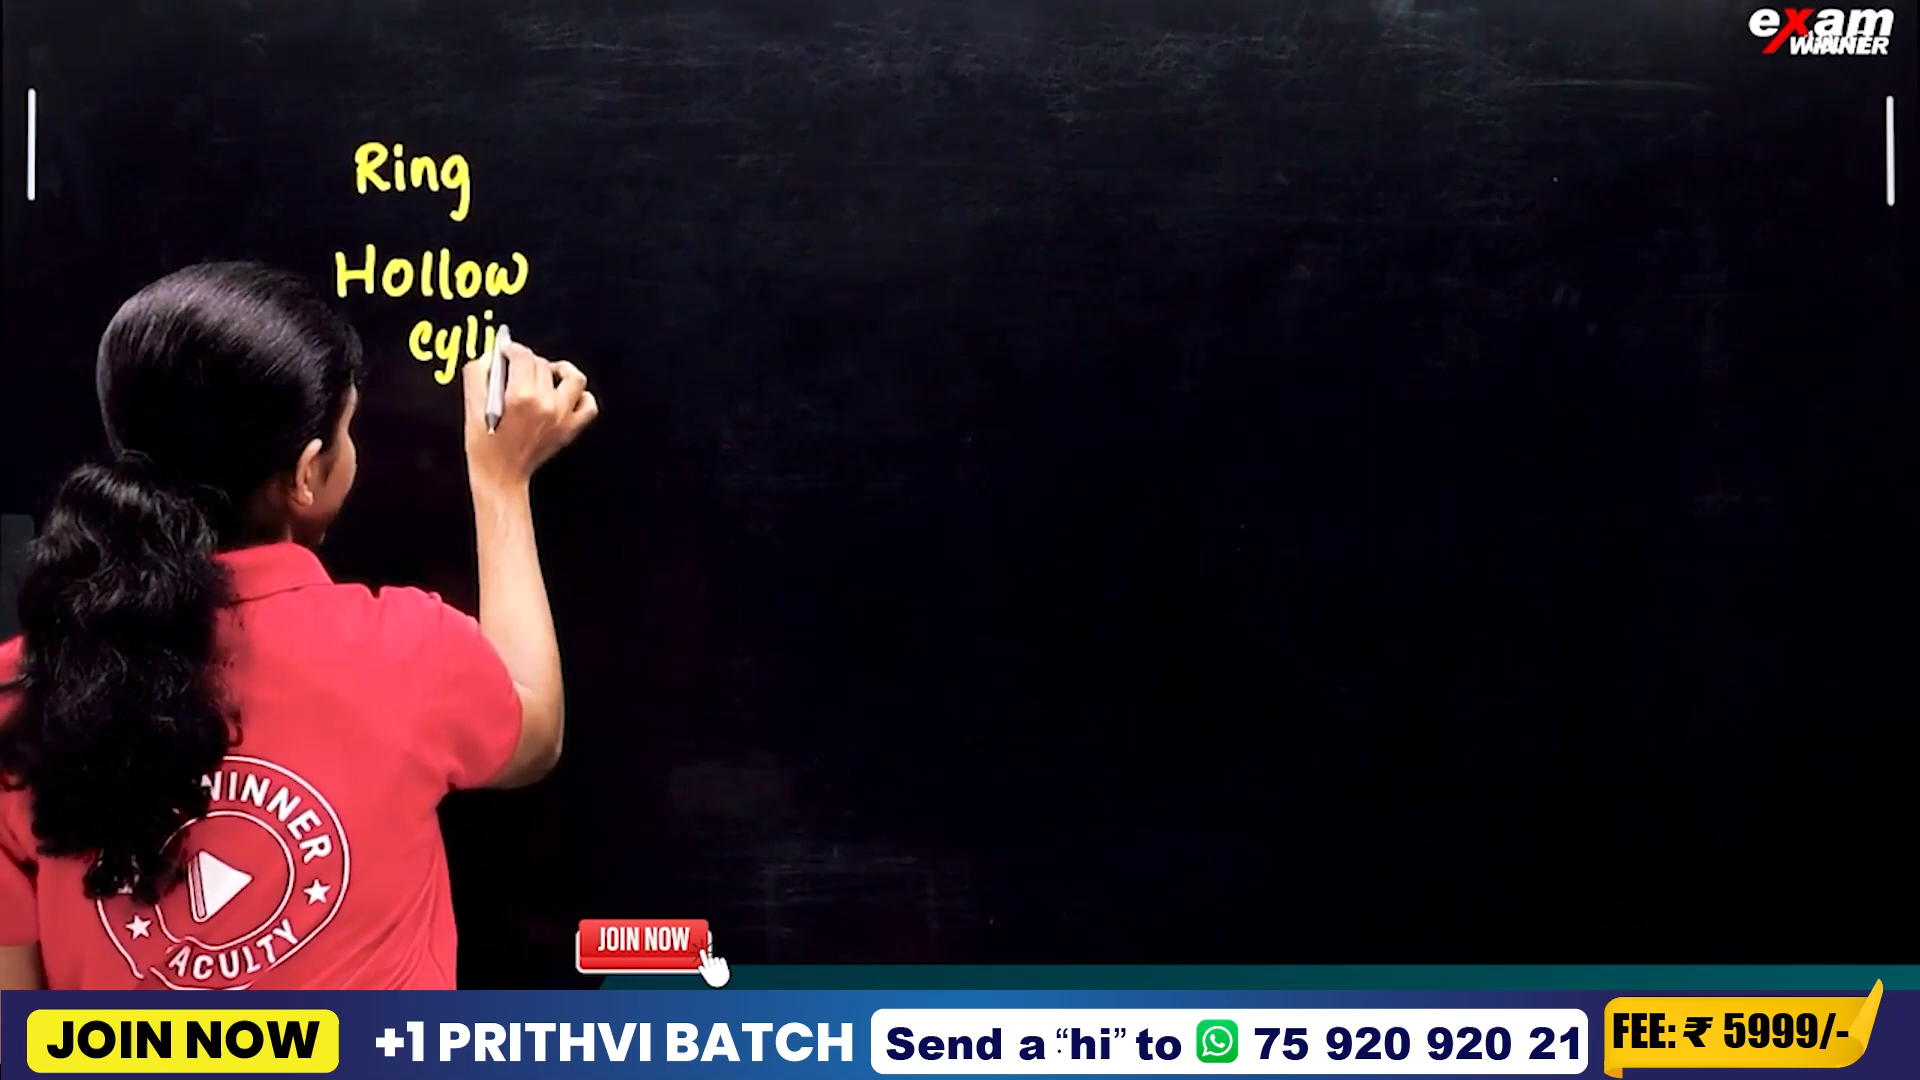 exam
WINNER
Ring
Hollow
cyli
WINNER
ACULTY
JOIN NOW
JOIN NOW
+1 PRITHVI BATCH
Send a “hi” to 75 920 920 21
FEE: ₹ 5999/-